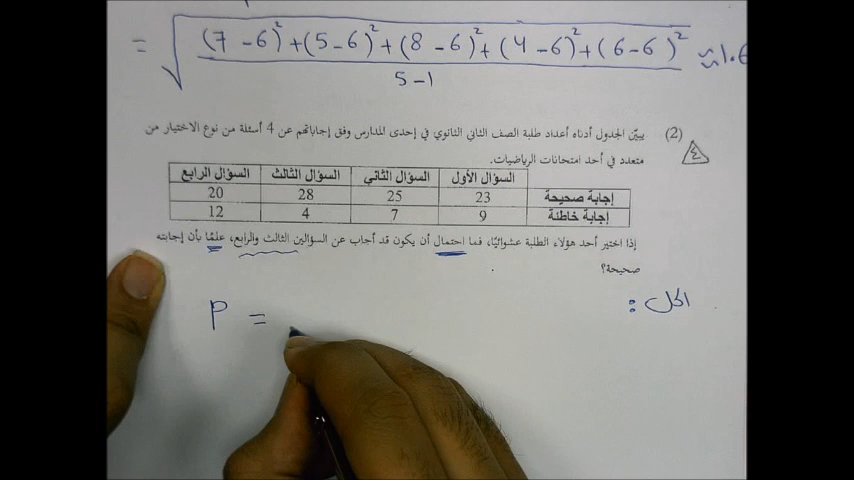 = √((7 - 6)² + (5 - 6)² + (8 - 6)² + (4 - 6)² + (6 - 6)² / 5 - 1) ≈ 1.6
(2) يبيّن الجدول أدناه أعداد طلبة الصف الثاني الثانوي في إحدى المدارس وفق إجاباتهم عن 4 أسئلة من نوع الاختيار من
متعدد في أحد امتحانات الرياضيات.
٤
السؤال الأول السؤال الثاني السؤال الثالث السؤال الرابع
إجابة صحيحة 23 25 28 20
إجابة خاطئة 9 7 4 12
إذا اختير أحد هؤلاء الطلبة عشوائيًا، فما احتمال أن يكون قد أجاب عن السؤالين الثالث والرابع، علمًا بأن إجابته
صحيحة؟
الحل :
P =